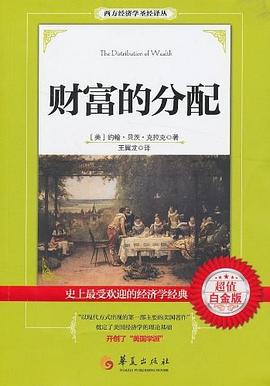 西方经济学圣经译丛
The Distribution of Wealth
财富的分配
[美]约翰·贝茨·克拉克◎著
王翼龙◎译
超值
白金版
史上最受欢迎的经济学经典
“以现代方式出现的第一部主要的美国著作”
奠定了美国经济学的理论基础
开创了“美国学派”
华夏出版社